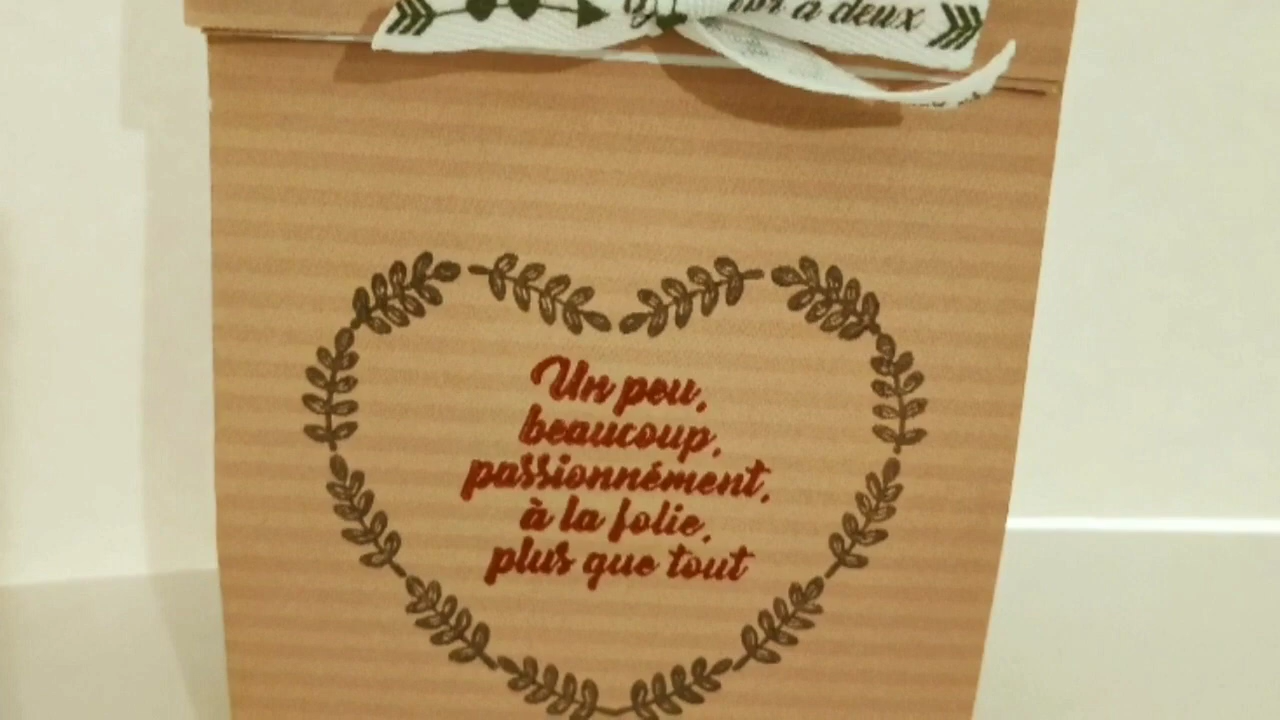 à deux
Un peu,
beaucoup,
passionnément,
à la folie,
plus que tout